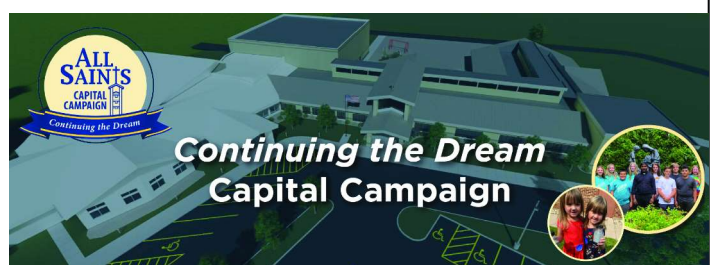 ALL
SAINTS
CAPITAL
CAMPAIGN
Continuing the Dream
Continuing the Dream
Capital Campaign